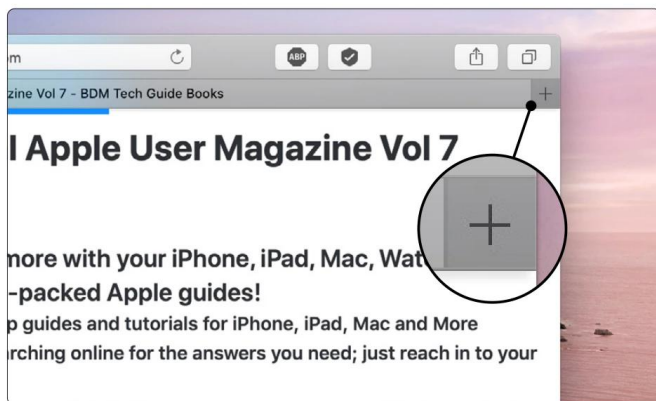 om
ABP
zine Vol 7 - BDM Tech Guide Books
l Apple User Magazine Vol 7
more with your iPhone, iPad, Mac, Wat
-packed Apple guides!
p guides and tutorials for iPhone, iPad, Mac and More
rching online for the answers you need; just reach in to your